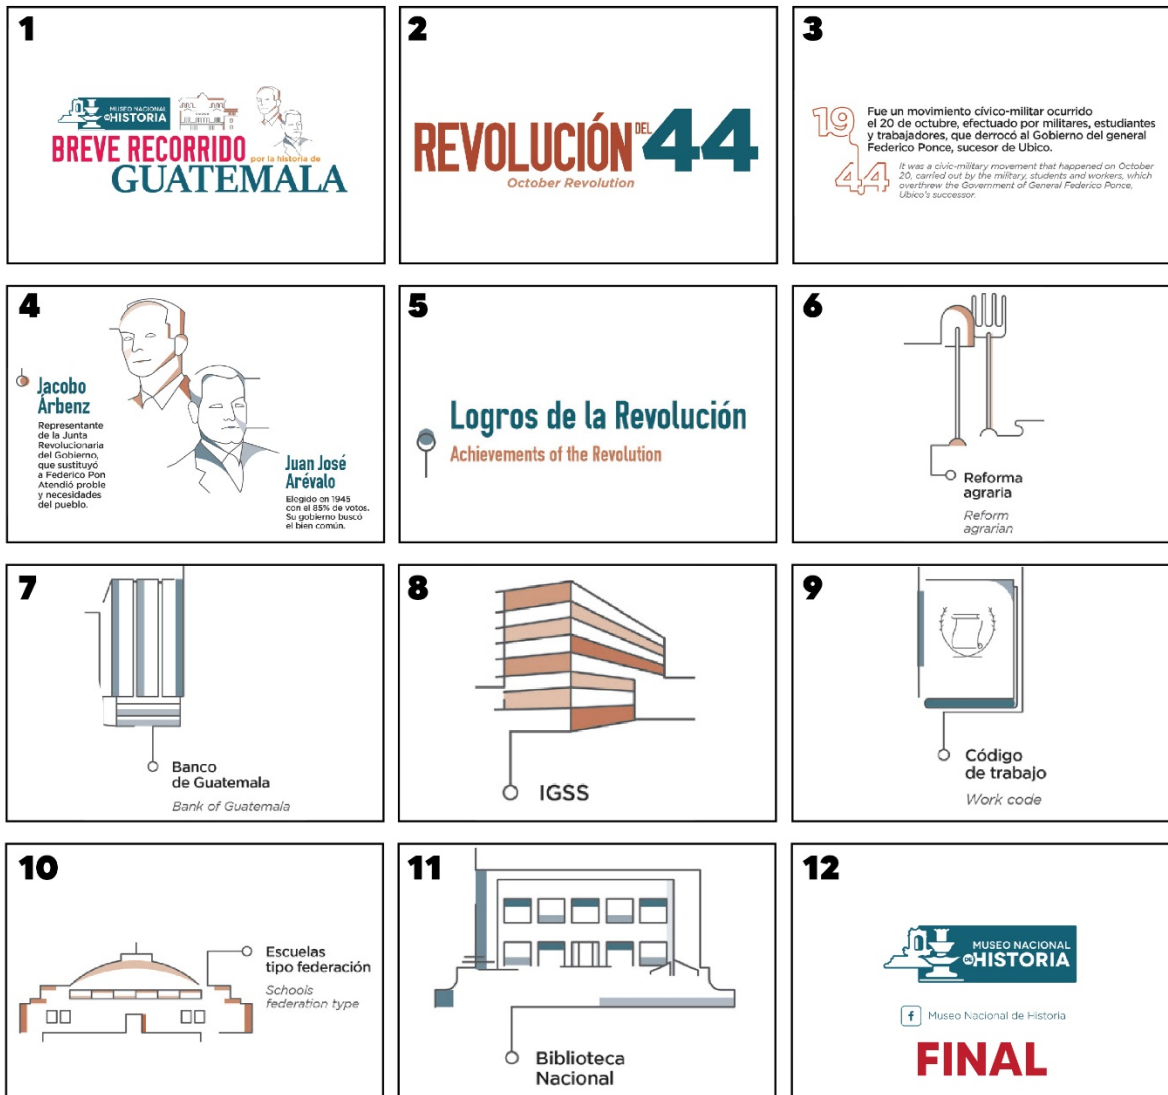 1
MUSEO NACIONAL
DE HISTORIA
BREVE RECORRIDO por la historia de
GUATEMALA
2
REVOLUCIÓN DEL 44
October Revolution
3
1944
Fue un movimiento cívico-militar ocurrido
el 20 de octubre, efectuado por militares, estudiantes
y trabajadores, que derrocó al Gobierno del general
Federico Ponce, sucesor de Ubico.
It was a civic-military movement that happened on October
20, carried out by the military, students and workers, which
overthrew the Government of General Federico Ponce,
Ubico's successor.
4
Jacobo
Árbenz
Representante
de la Junta
Revolucionaria
del Gobierno,
que sustituyó
a Federico Pon
Atendió proble
y necesidades
del pueblo.
Juan José
Arévalo
Elegido en 1945
con el 85% de votos.
Su gobierno buscó
el bien común.
5
Logros de la Revolución
Achievements of the Revolution
6
Reforma
agraria
Reform
agrarian
7
Banco
de Guatemala
Bank of Guatemala
8
IGSS
9
Código
de trabajo
Work code
10
Escuelas
tipo federación
Schools
federation type
11
Biblioteca
Nacional
12
MUSEO NACIONAL
DE HISTORIA
f Museo Nacional de Historia
FINAL